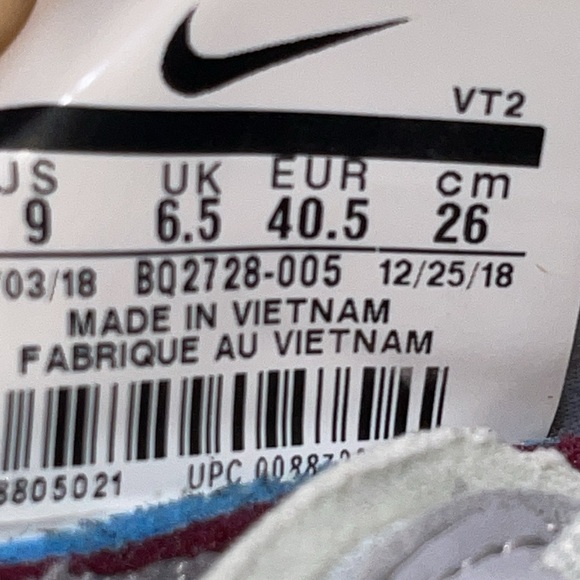 VT2
US UK EUR cm
9 6.5 40.5 26
/03/18 BQ2728-005 12/25/18
MADE IN VIETNAM
FABRIQUE AU VIETNAM
8805021 UPC 00887